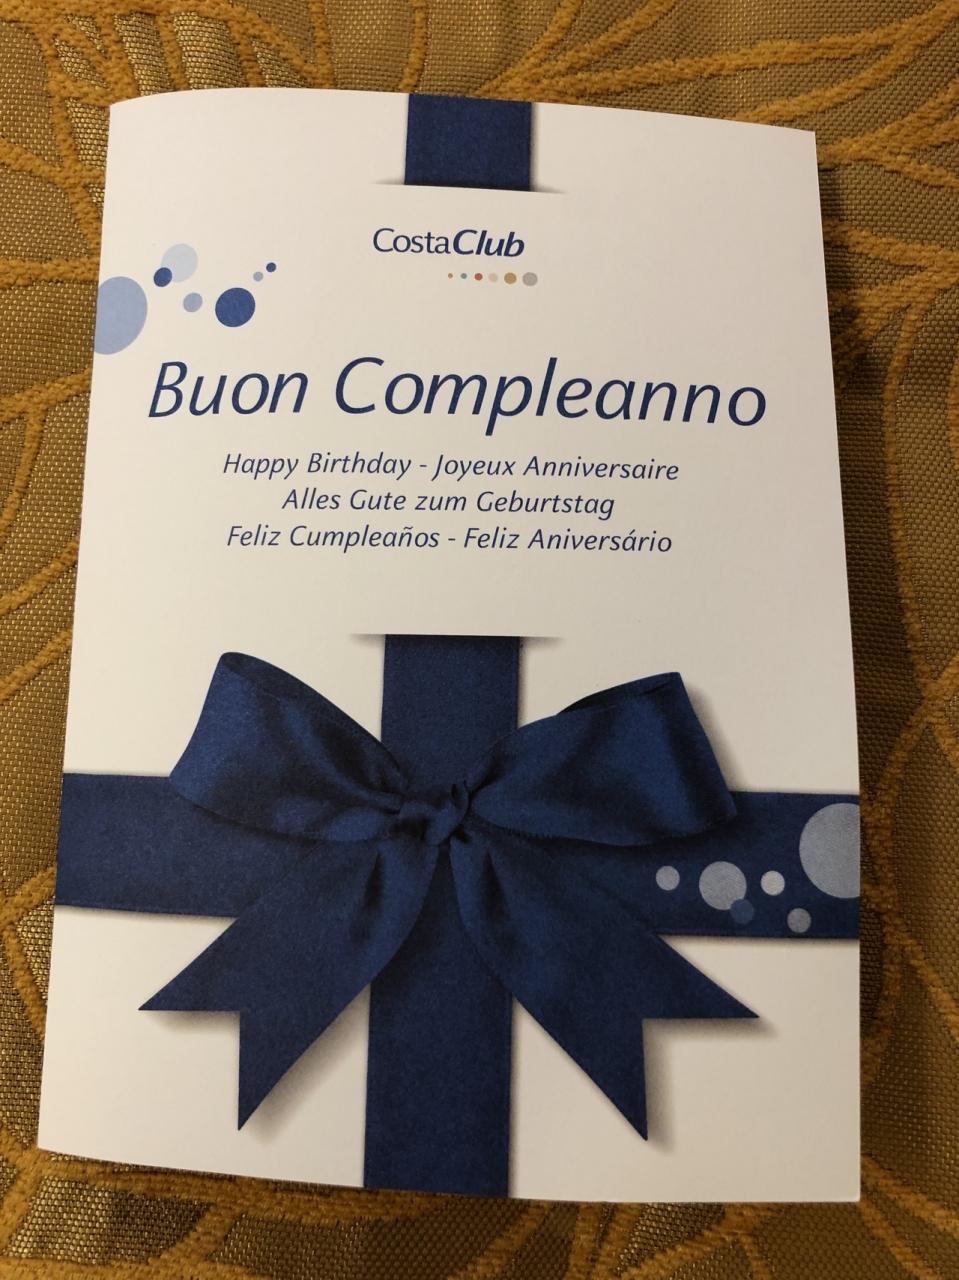 CostaClub
Buon Compleanno
Happy Birthday - Joyeux Anniversaire
Alles Gute zum Geburtstag
Feliz Cumpleaños - Feliz Aniversário